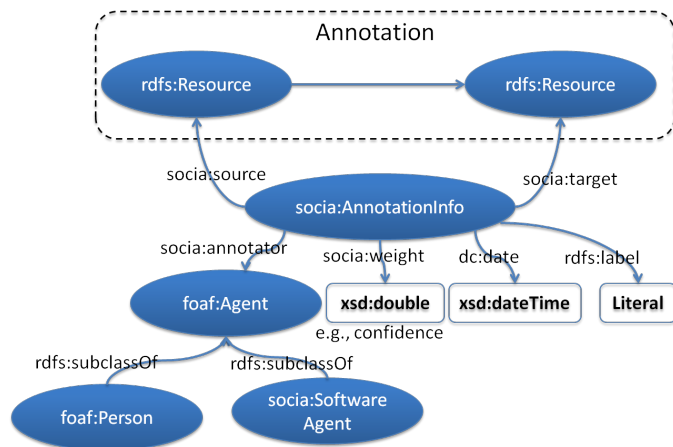 Annotation
rdfs:Resource
rdfs:Resource
socia:source
socia:target
socia:AnnotationInfo
socia:annotator
socia:weight
dc:date
rdfs:label
foaf:Agent
xsd:double
xsd:dateTime
Literal
e.g., confidence
rdfs:subclassOf
rdfs:subclassOf
foaf:Person
socia:Software
Agent